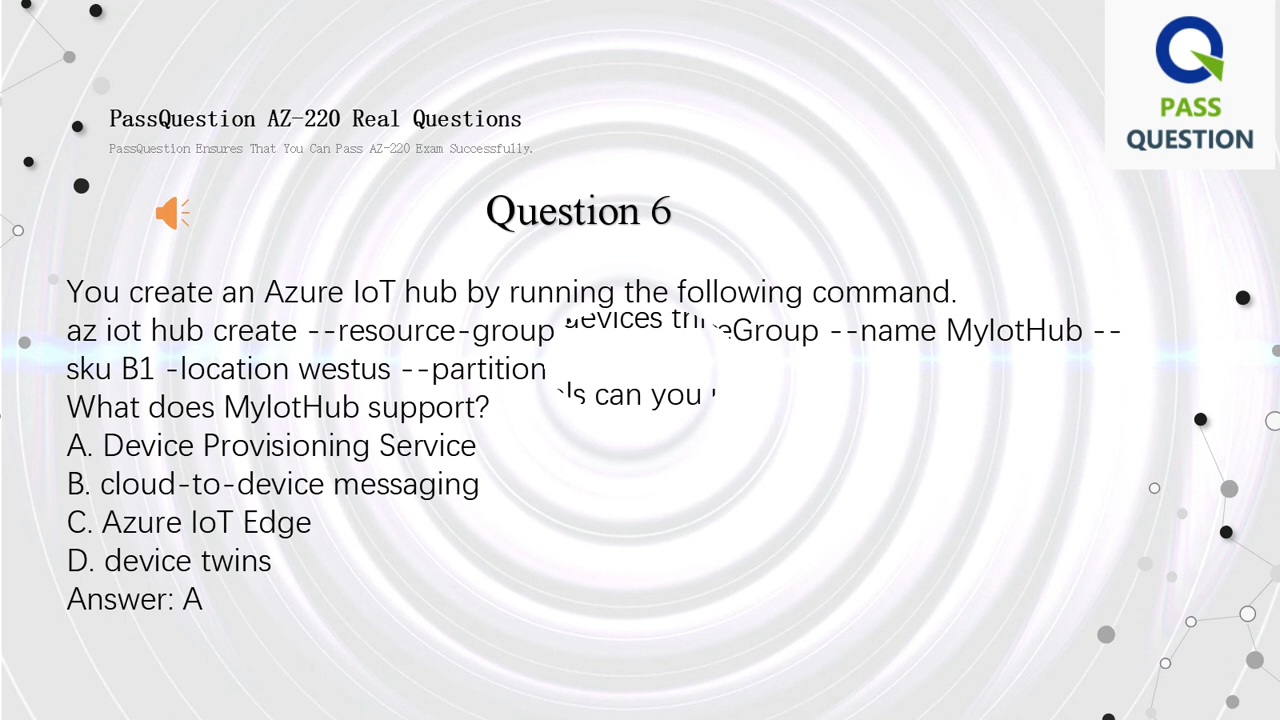 PASS
QUESTION
PassQuestion AZ-220 Real Questions
PassQuestion Ensures That You Can Pass AZ-220 Exam Successfully.
Question 6
You create an Azure IoT hub by running the following command.
az iot hub create --resource-group eGroup --name MyIotHub --
sku B1 -location westus --partition
can you
What does MyIotHub support?
A. Device Provisioning Service
B. cloud-to-device messaging
C. Azure IoT Edge
D. device twins
Answer: A